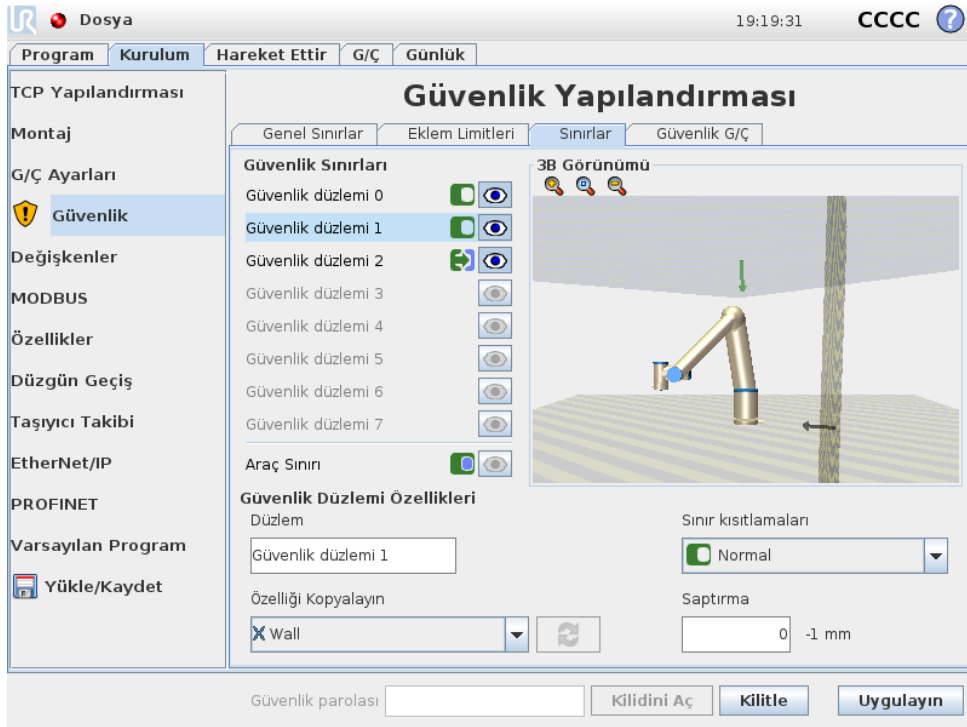 UR Dosya 19:19:31 CCCC ?
Program Kurulum Hareket Ettir G/Ç Günlük
TCP Yapılandırması
Montaj
G/Ç Ayarları
Güvenlik
Değişkenler
MODBUS
Özellikler
Düzgün Geçiş
Taşıyıcı Takibi
EtherNet/IP
PROFINET
Varsayılan Program
Yükle/Kaydet
Güvenlik Yapılandırması
Genel Sınırlar Eklem Limitleri Sınırlar Güvenlik G/Ç
Güvenlik Sınırları
Güvenlik düzlemi 0
Güvenlik düzlemi 1
Güvenlik düzlemi 2
Güvenlik düzlemi 3
Güvenlik düzlemi 4
Güvenlik düzlemi 5
Güvenlik düzlemi 6
Güvenlik düzlemi 7
Araç Sınırı
3B Görünümü
Güvenlik Düzlemi Özellikleri
Düzlem
Güvenlik düzlemi 1
Sınır kısıtlamaları
Normal
Özelliği Kopyalayın
Wall
Saptırma
0 -1 mm
Güvenlik parolası Kilidini Aç Kilitle Uygulayın